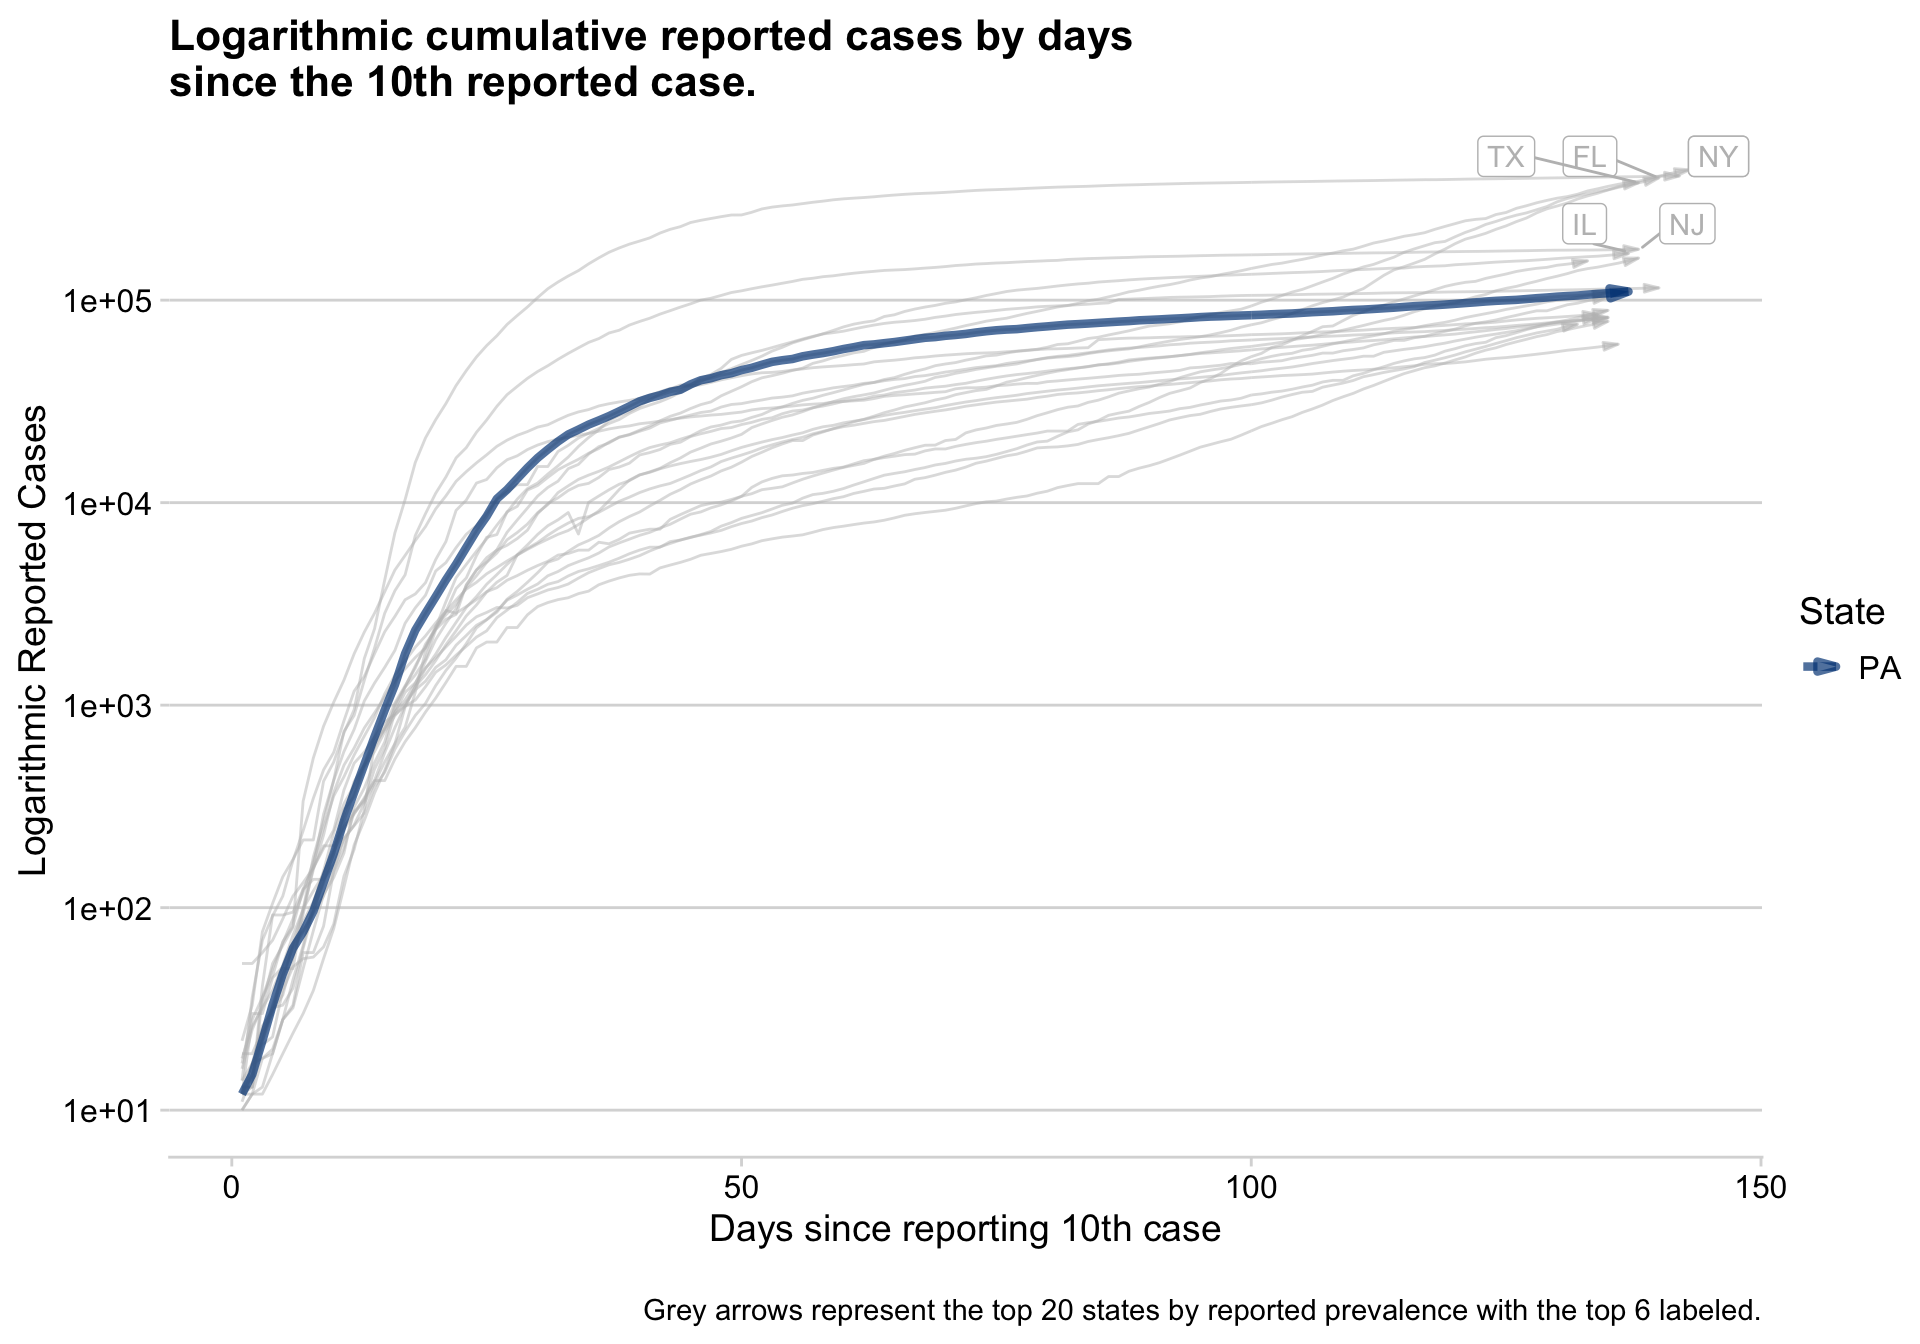 Logarithmic cumulative reported cases by days
since the 10th reported case.
TX FL NY
IL NJ
1e+05
1e+04
1e+03
1e+02
1e+01
Logarithmic Reported Cases
State
PA
0 50 100 150
Days since reporting 10th case
Grey arrows represent the top 20 states by reported prevalence with the top 6 labeled.